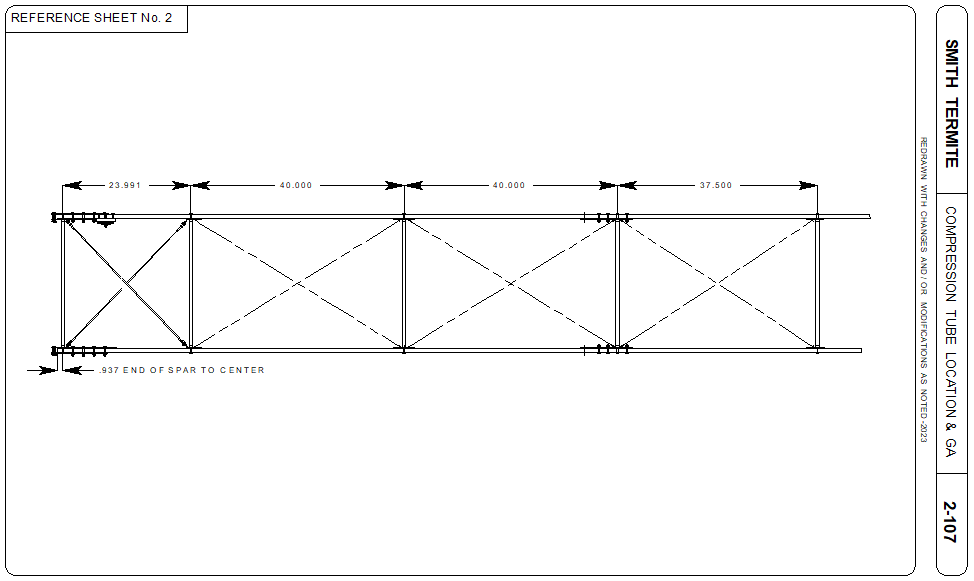 REFERENCE SHEET No. 2
23.991
40.000
40.000
37.500
.937 END OF SPAR TO CENTER
REDRAWN WITH CHANGES AND/OR MODIFICATIONS AS NOTED-2023
SMITH TERMITE
COMPRESSION TUBE LOCATION & GA
2-107